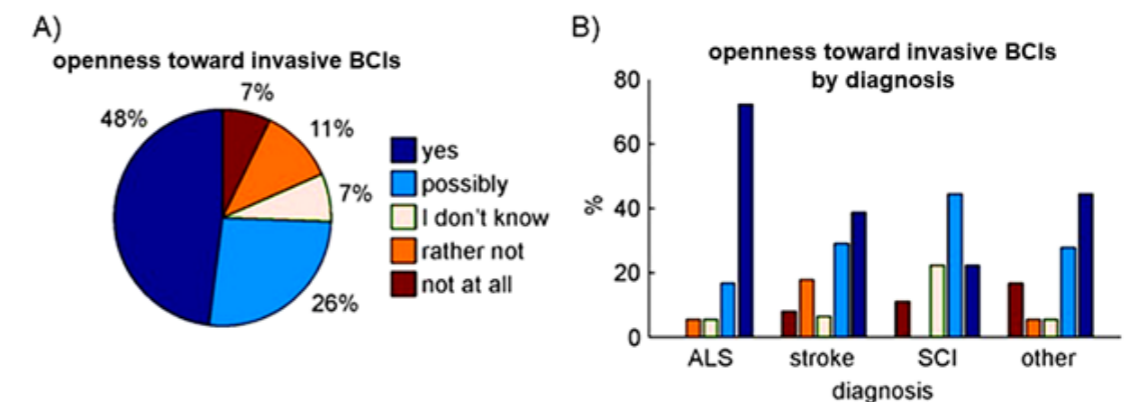 A)
openness toward invasive BCIs
7%
48%
11%
7%
26%
yes
possibly
I don't know
rather not
not at all
B)
openness toward invasive BCIs
by diagnosis
80
60
40
20
0
%
ALS stroke SCI other
diagnosis